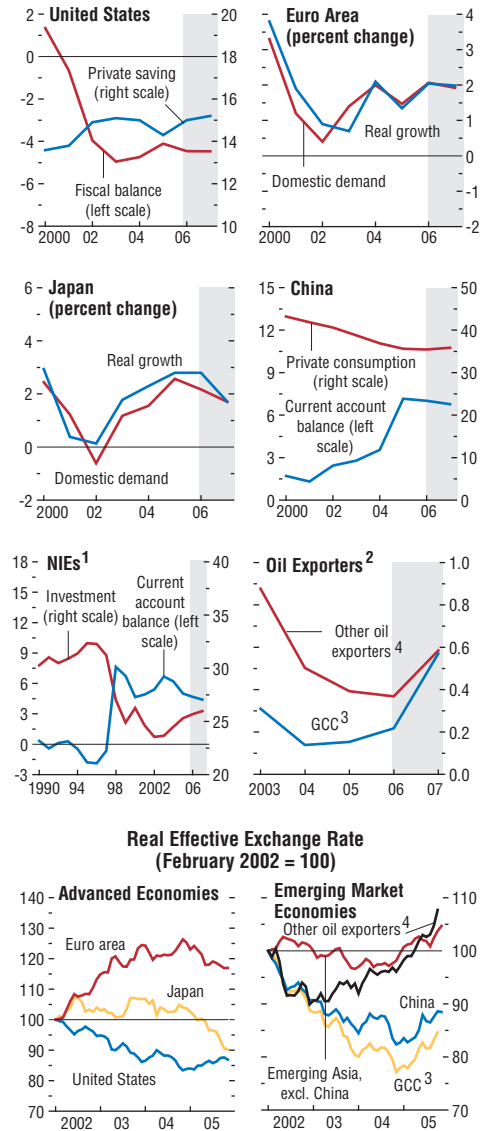 United States
2
0
-2
-4
-6
-8
20
18
16
14
12
10
Private saving
(right scale)
Fiscal balance
(left scale)
2000 02 04 06
Euro Area
(percent change)
4
3
2
1
0
-1
-2
Real growth
Domestic demand
2000 02 04 06
Japan
(percent change)
6
4
2
0
-2
Real growth
Domestic demand
2000 02 04 06
China
15
12
9
6
3
0
50
40
30
20
10
0
Private consumption
(right scale)
Current account
balance (left
scale)
2000 02 04 06
NIEs1
18
15
12
9
6
3
0
-3
40
35
30
25
20
Investment
(right scale)
Current
account
balance (left
scale)
1990 94 98 2002 06
Oil Exporters2
1.0
0.8
0.6
0.4
0.2
0.0
Other oil
exporters4
GCC3
2003 04 05 06 07
Real Effective Exchange Rate
(February 2002 = 100)
Advanced Economies
140
130
120
110
100
90
80
70
Euro area
Japan
United States
2002 03 04 05
Emerging Market
Economies
110
100
90
80
70
Other oil exporters4
China
Emerging Asia,
excl. China
GCC3
2002 03 04 05